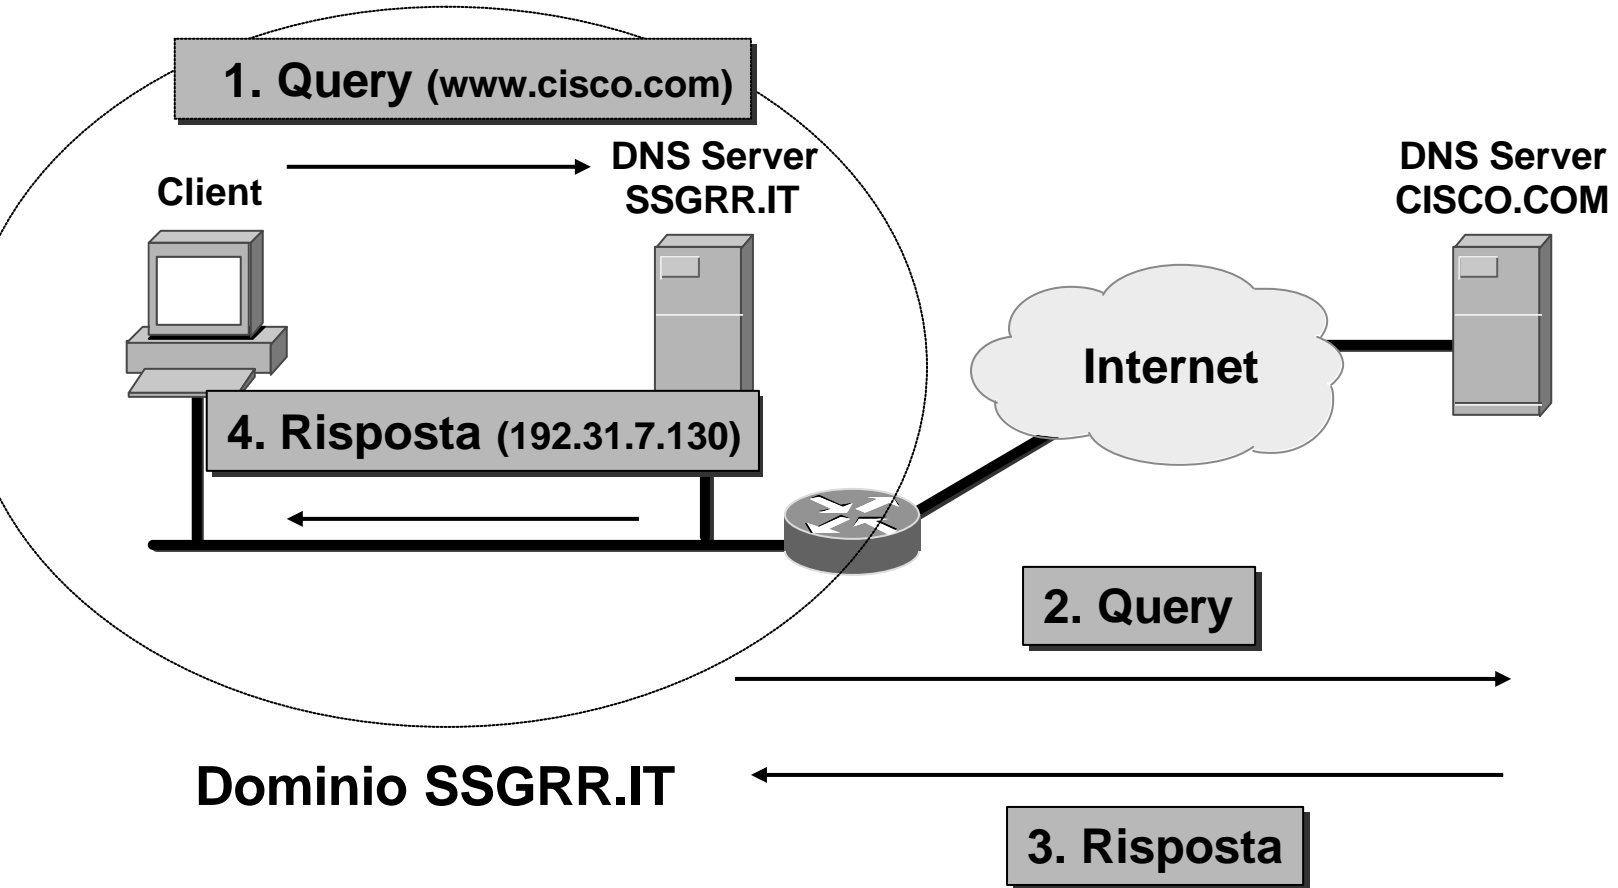 1. Query (www.cisco.com)
DNS Server
SSGRR.IT
DNS Server
CISCO.COM
Client
Internet
4. Risposta (192.31.7.130)
2. Query
Dominio SSGRR.IT
3. Risposta